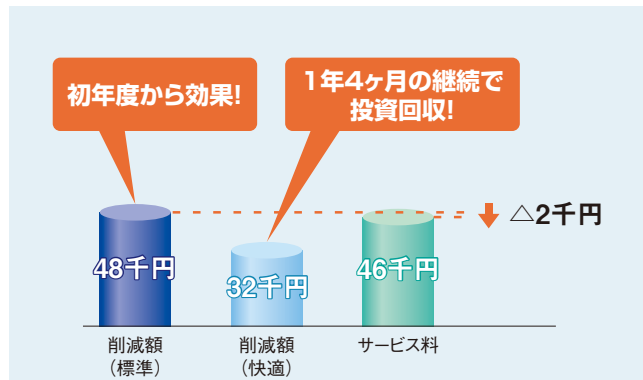 初年度から効果!
1年4ヶ月の継続で
投資回収!
△2千円
48千円
32千円
46千円
削減額
（標準）
削減額
（快適）
サービス料